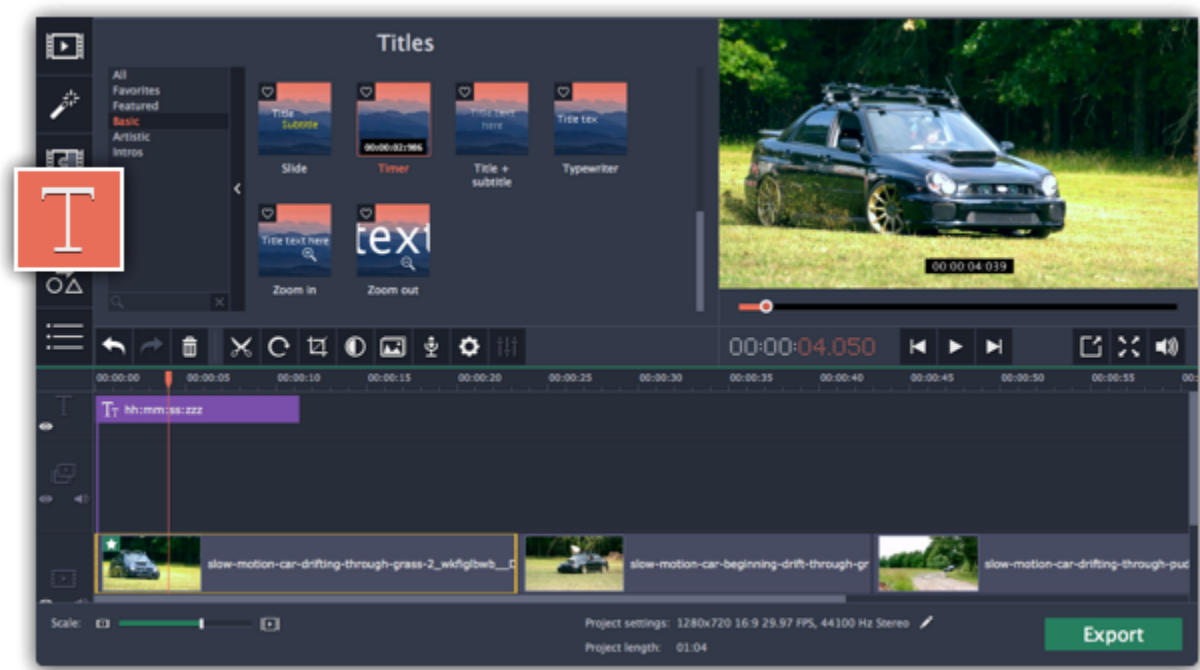 Titles
All
Favorites
Featured
Basic
Artistic
Intros
Title
Subtitle
00:00:02:986
Title text
here
Title tex
Slide
Timer
Title +
subtitle
Typewriter
T
Title text here
text
Zoom in
Zoom out
00:00:04:039
00:00:04.050
00:00:00
00:00:05
00:00:10
00:00:15
00:00:20
00:00:25
00:00:30
00:00:35
00:00:40
00:00:45
00:00:50
00:00:55
00:
T
TT hh:mm:ss:zzz
slow-motion-car-drifting-through-grass-2_wkfiglbwb__D
slow-motion-car-beginning-drift-through-gr
slow-motion-car-drifting-through-pud
Scale:
Project settings: 1280x720 16:9 29.97 FPS, 44100 Hz Stereo
Project length: 01:04
Export